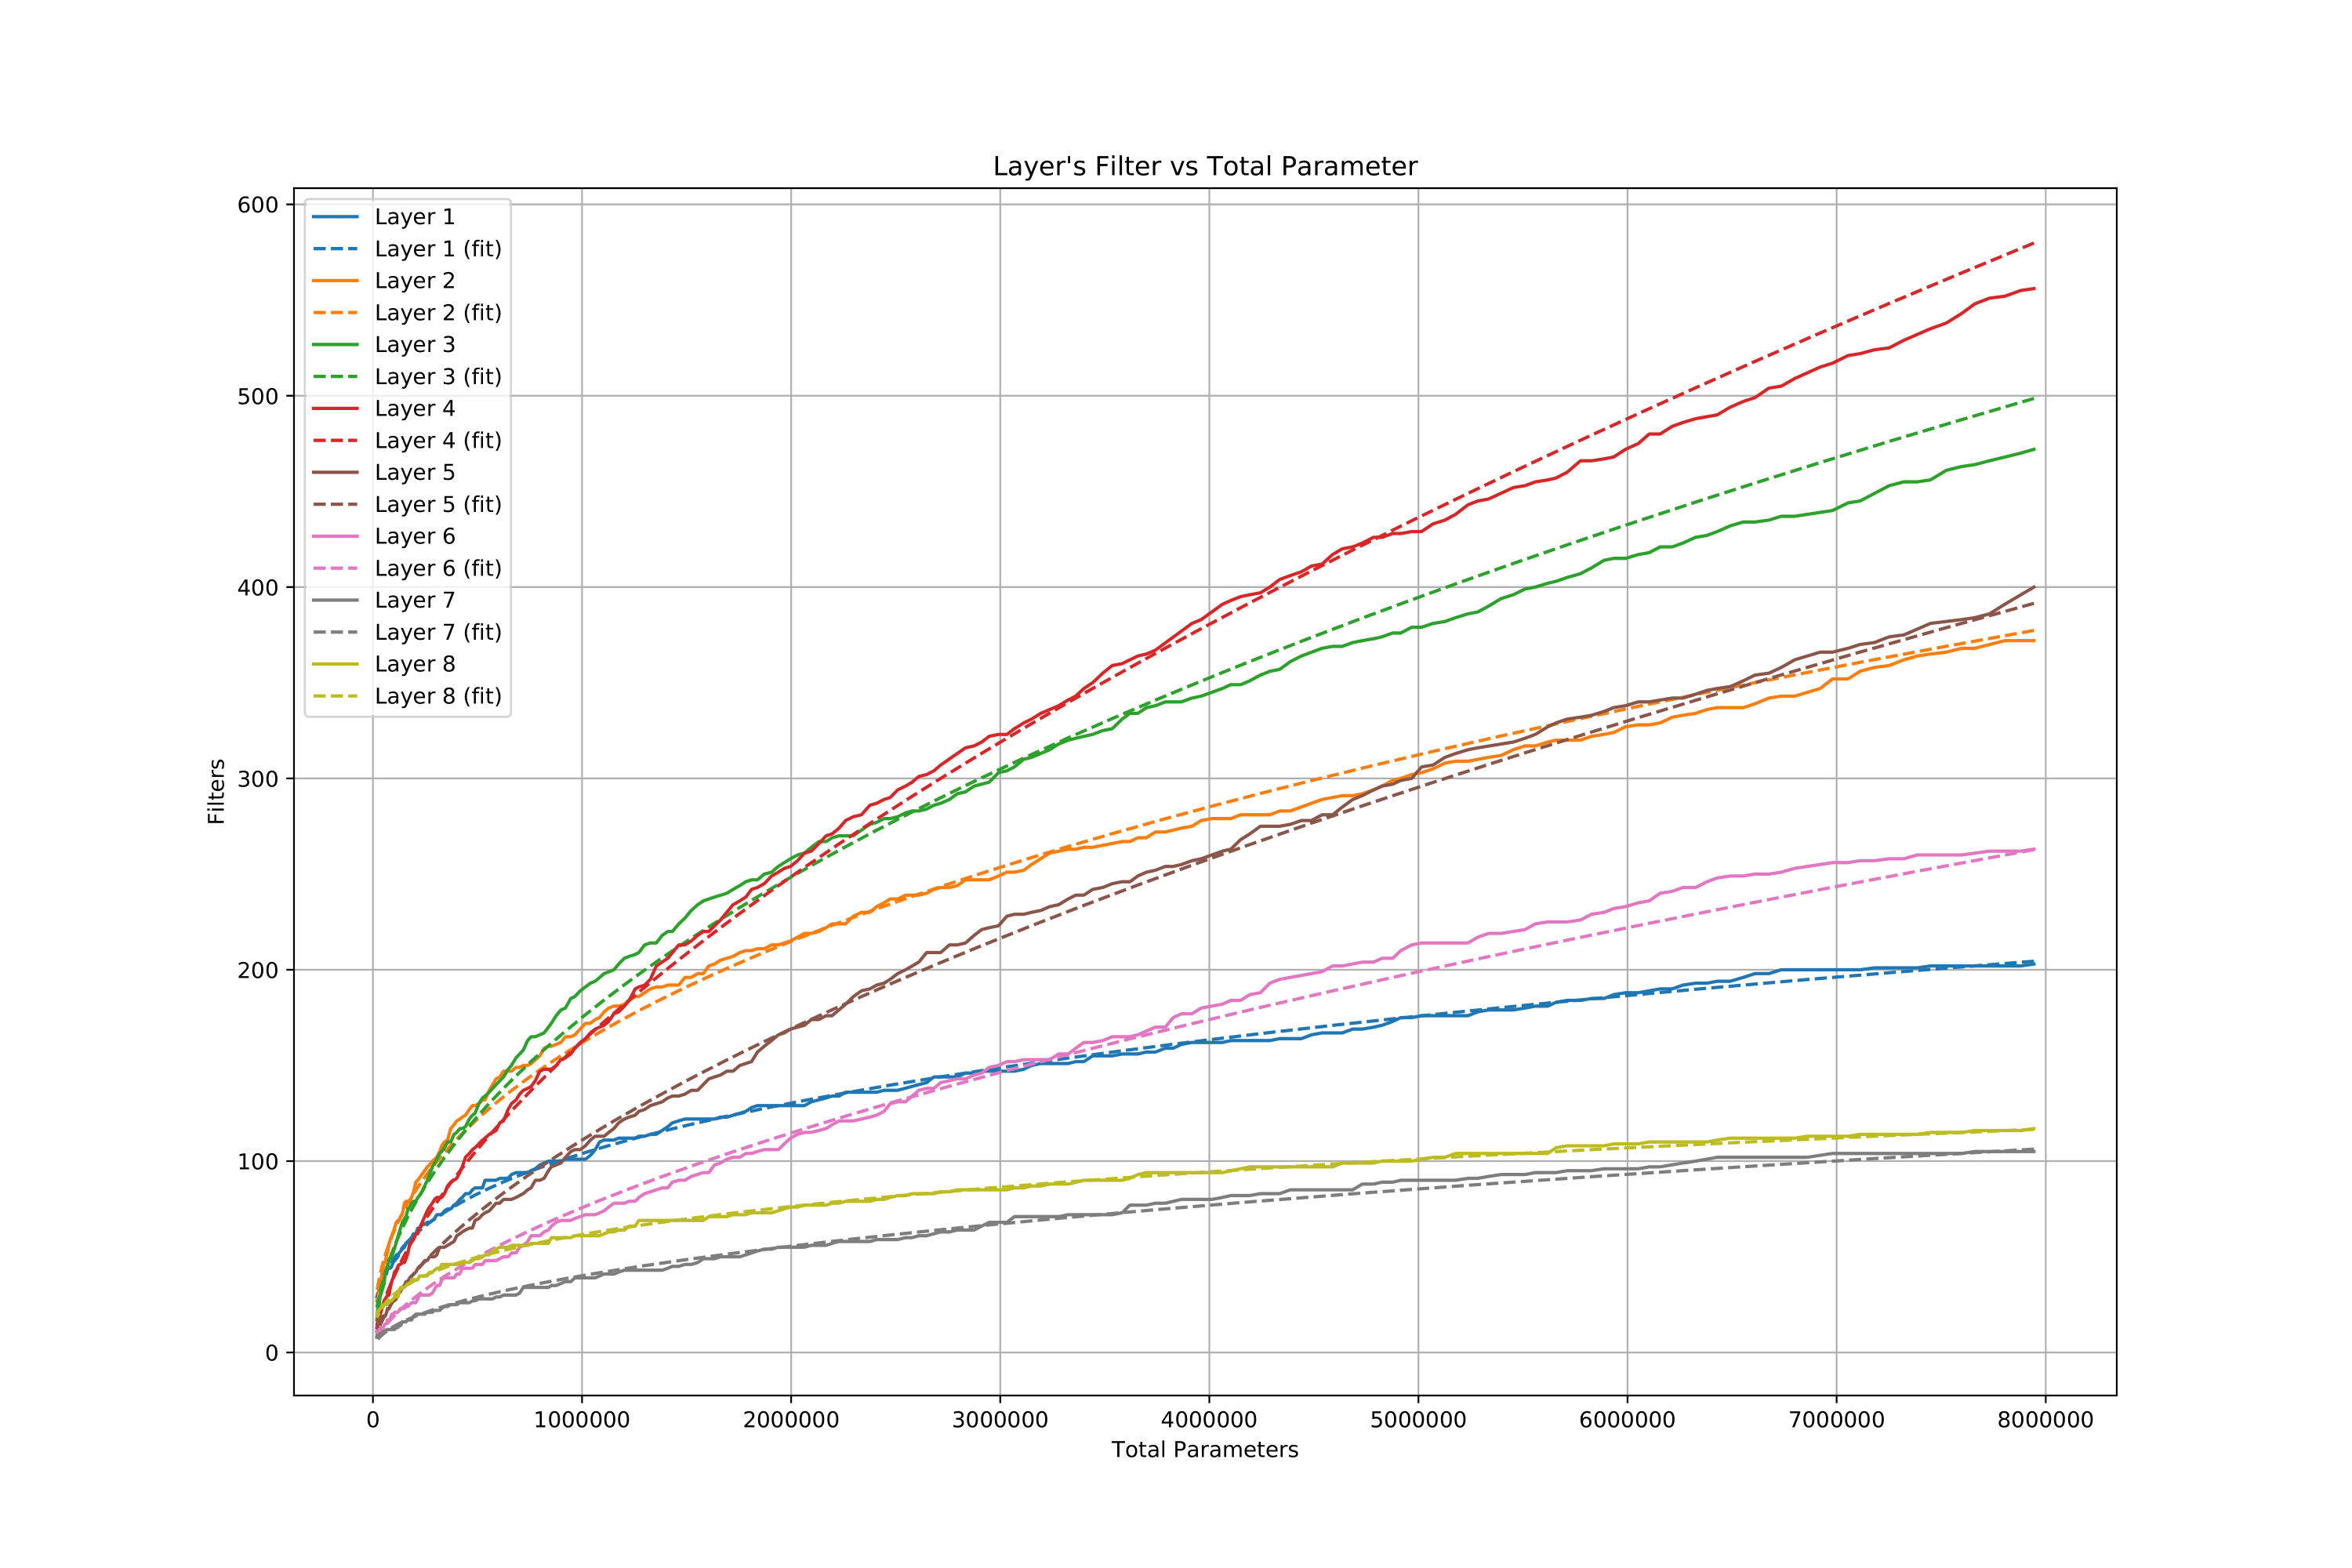 Layer's Filter vs Total Parameter
600
500
400
300
200
100
0
Filters
Layer 1
Layer 1 (fit)
Layer 2
Layer 2 (fit)
Layer 3
Layer 3 (fit)
Layer 4
Layer 4 (fit)
Layer 5
Layer 5 (fit)
Layer 6
Layer 6 (fit)
Layer 7
Layer 7 (fit)
Layer 8
Layer 8 (fit)
0 1000000 2000000 3000000 4000000 5000000 6000000 7000000 8000000
Total Parameters